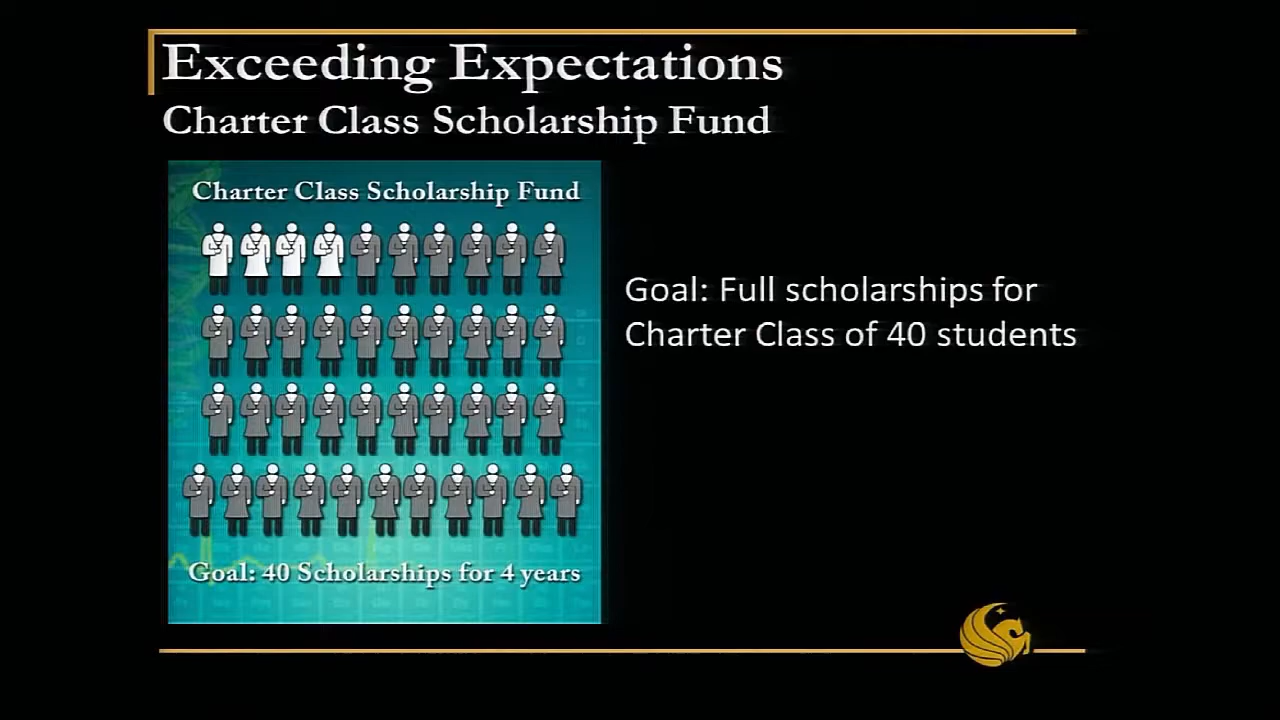 Exceeding Expectations
Charter Class Scholarship Fund
Charter Class Scholarship Fund
Goal: Full scholarships for
Charter Class of 40 students
Goal: 40 Scholarships for 4 years